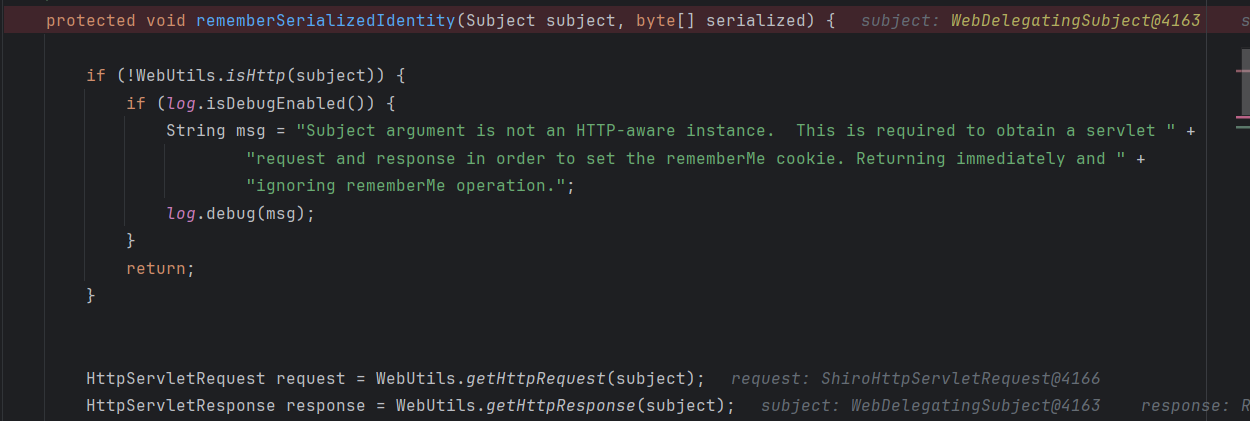 protected void rememberSerializedIdentity(Subject subject, byte[] serialized) {   subject: WebDelegatingSubject@4163   s
if (!WebUtils.isHttp(subject)) {
if (log.isDebugEnabled()) {
String msg = "Subject argument is not an HTTP-aware instance.  This is required to obtain a servlet " +
"request and response in order to set the rememberMe cookie. Returning immediately and " +
"ignoring rememberMe operation.";
log.debug(msg);
}
return;
}
HttpServletRequest request = WebUtils.getHttpRequest(subject);   request: ShiroHttpServletRequest@4166
HttpServletResponse response = WebUtils.getHttpResponse(subject);   subject: WebDelegatingSubject@4163   response: R